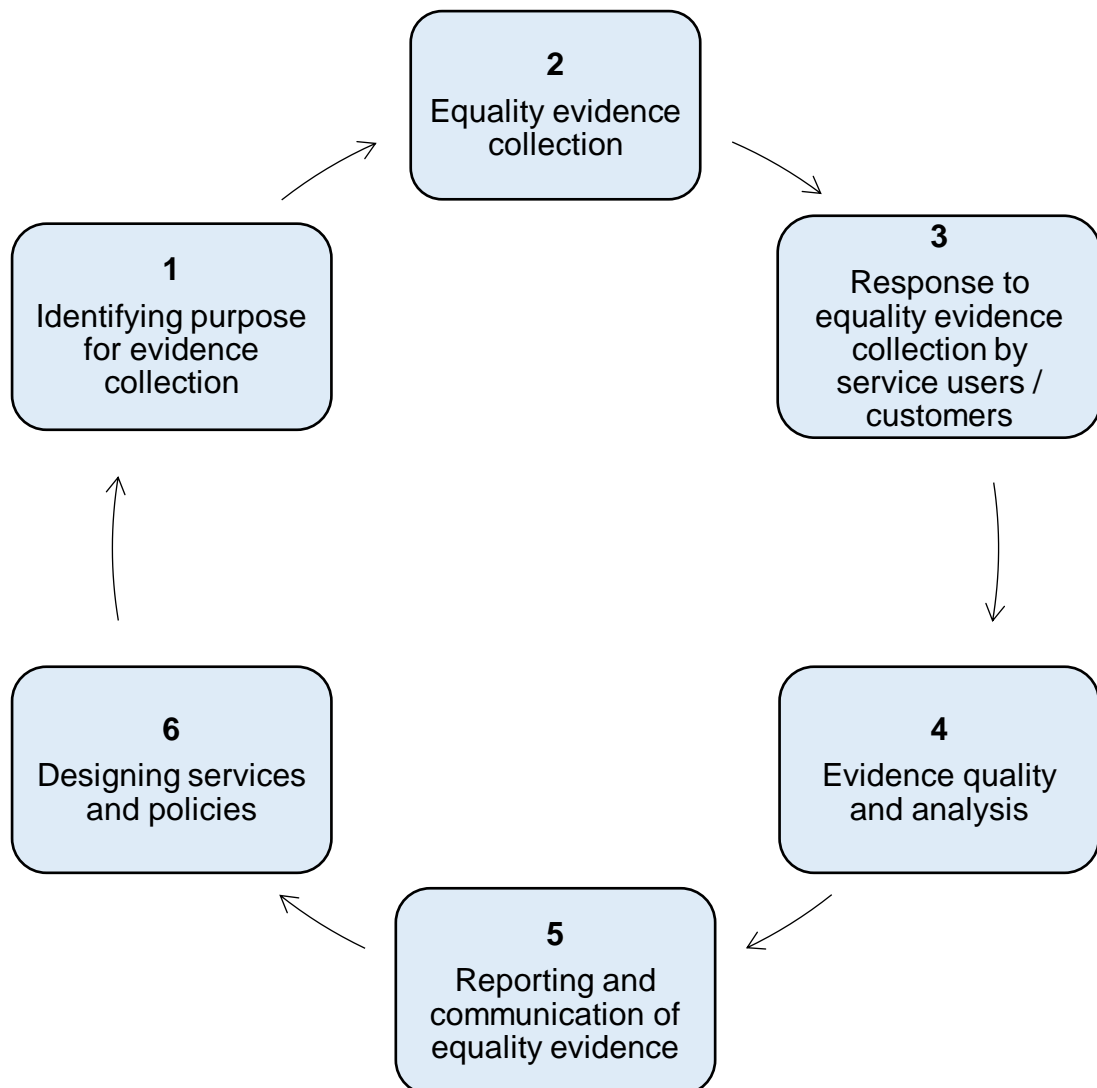 2
Equality evidence
collection
3
Response to
equality evidence
collection by
service users /
customers
1
Identifying purpose
for evidence
collection
6
Designing services
and policies
4
Evidence quality
and analysis
5
Reporting and
communication of
equality evidence